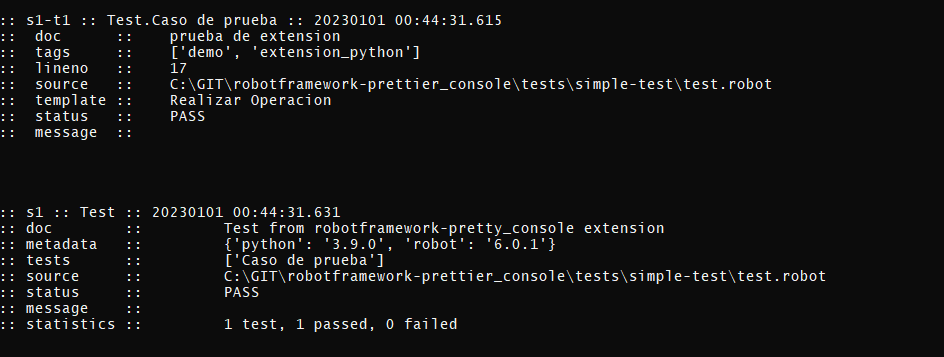 :: s1-t1 :: Test.Caso de prueba :: 20230101 00:44:31.615
:: doc :: prueba de extension
:: tags :: ['demo', 'extension_python']
:: lineno :: 17
:: source :: C:\GIT\robotframework-prettier_console\tests\simple-test\test.robot
:: template :: Realizar Operacion
:: status :: PASS
:: message ::
:: s1 :: Test :: 20230101 00:44:31.631
:: doc :: Test from robotframework-pretty_console extension
:: metadata :: {'python': '3.9.0', 'robot': '6.0.1'}
:: tests :: ['Caso de prueba']
:: source :: C:\GIT\robotframework-prettier_console\tests\simple-test\test.robot
:: status :: PASS
:: message ::
:: statistics :: 1 test, 1 passed, 0 failed